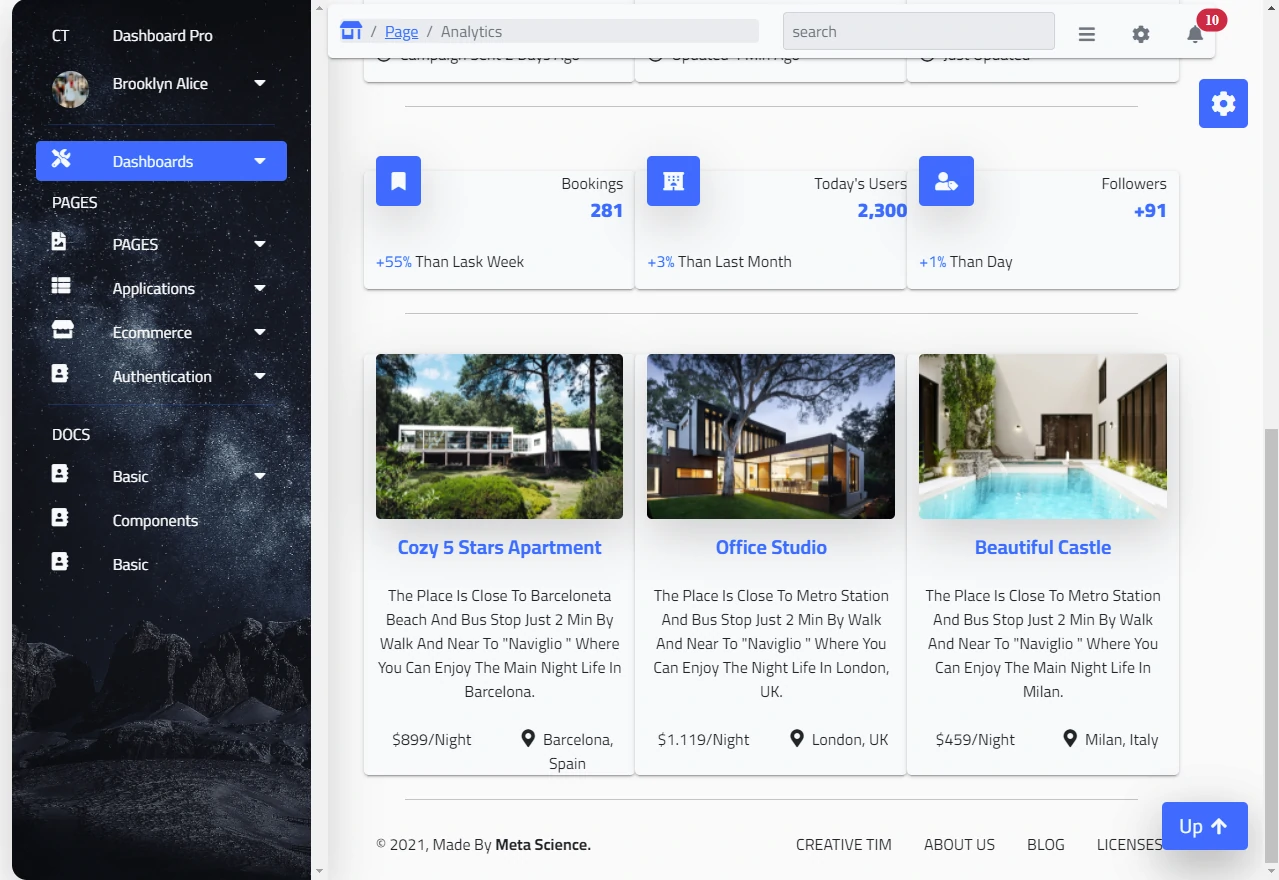 CT Dashboard Pro
Brooklyn Alice
Dashboards
PAGES
PAGES
Applications
Ecommerce
Authentication
DOCS
Basic
Components
Basic
/ Page / Analytics
search
10
Campaign Sent 2 Days Ago
Updated 4 Min Ago
Just Updated
Bookings
281
+55% Than Lask Week
Today's Users
2,300
+3% Than Last Month
Followers
+91
+1% Than Day
Cozy 5 Stars Apartment
The Place Is Close To Barceloneta
Beach And Bus Stop Just 2 Min By
Walk And Near To "Naviglio " Where
You Can Enjoy The Main Night Life In
Barcelona.
$899/Night
Barcelona,
Spain
Office Studio
The Place Is Close To Metro Station
And Bus Stop Just 2 Min By Walk
And Near To "Naviglio " Where You
Can Enjoy The Night Life In London,
UK.
$1.119/Night
London, UK
Beautiful Castle
The Place Is Close To Metro Station
And Bus Stop Just 2 Min By Walk
And Near To "Naviglio " Where You
Can Enjoy The Main Night Life In
Milan.
$459/Night
Milan, Italy
© 2021, Made By Meta Science.
CREATIVE TIM ABOUT US BLOG LICENSES
Up